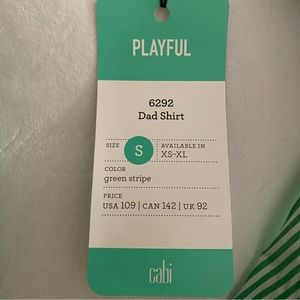 PLAYFUL
6292
Dad Shirt
SIZE S AVAILABLE IN
XS-XL
COLOR
green stripe
PRICE
USA 109 | CAN 142 | UK 92
cabi